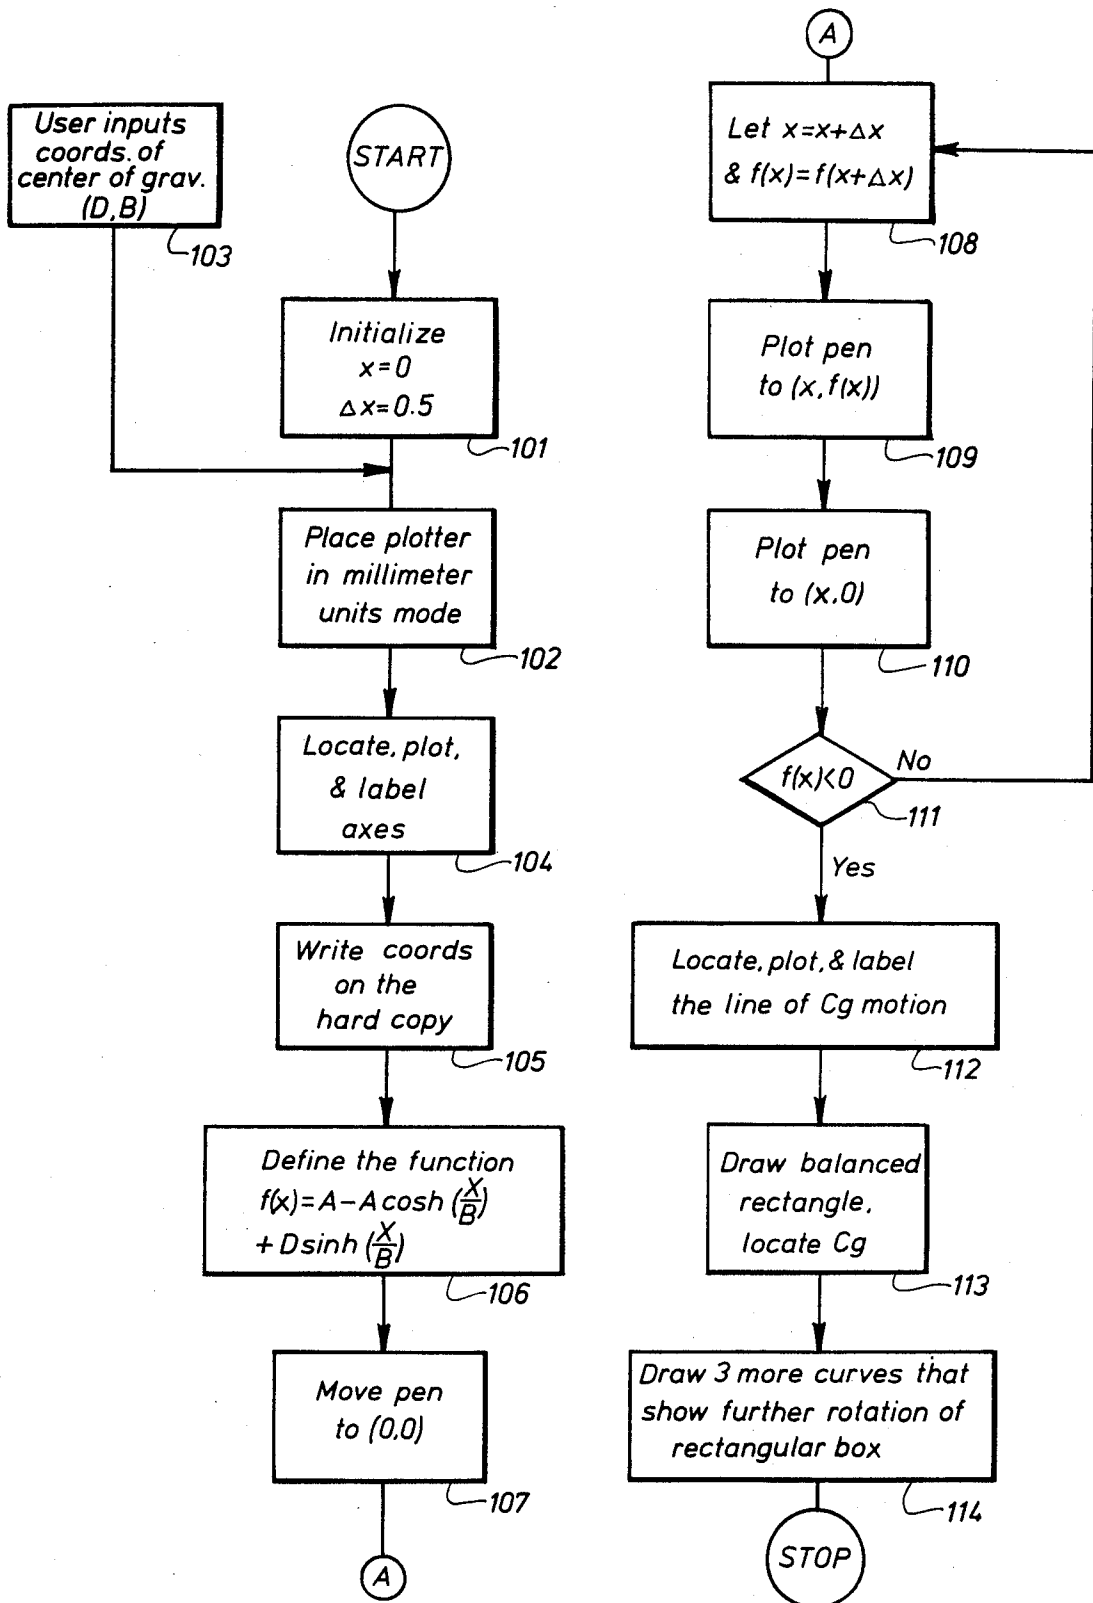 User inputs
coords. of
center of grav.
(D,B)
103
START
Initialize
x=0
Δx=0.5
101
Place plotter
in millimeter
units mode
102
Locate, plot,
& label
axes
104
Write coords
on the
hard copy
105
Define the function
f(x)=A-A cosh (X/B)
+ D sinh (X/B)
106
Move pen
to (0,0)
107
A
A
Let x=x+Δx
& f(x)=f(x+Δx)
108
Plot pen
to (x,f(x))
109
Plot pen
to (x,0)
110
f(x)<0
No
111
Yes
Locate, plot, & label
the line of Cg motion
112
Draw balanced
rectangle,
locate Cg
113
Draw 3 more curves that
show further rotation of
rectangular box
114
STOP